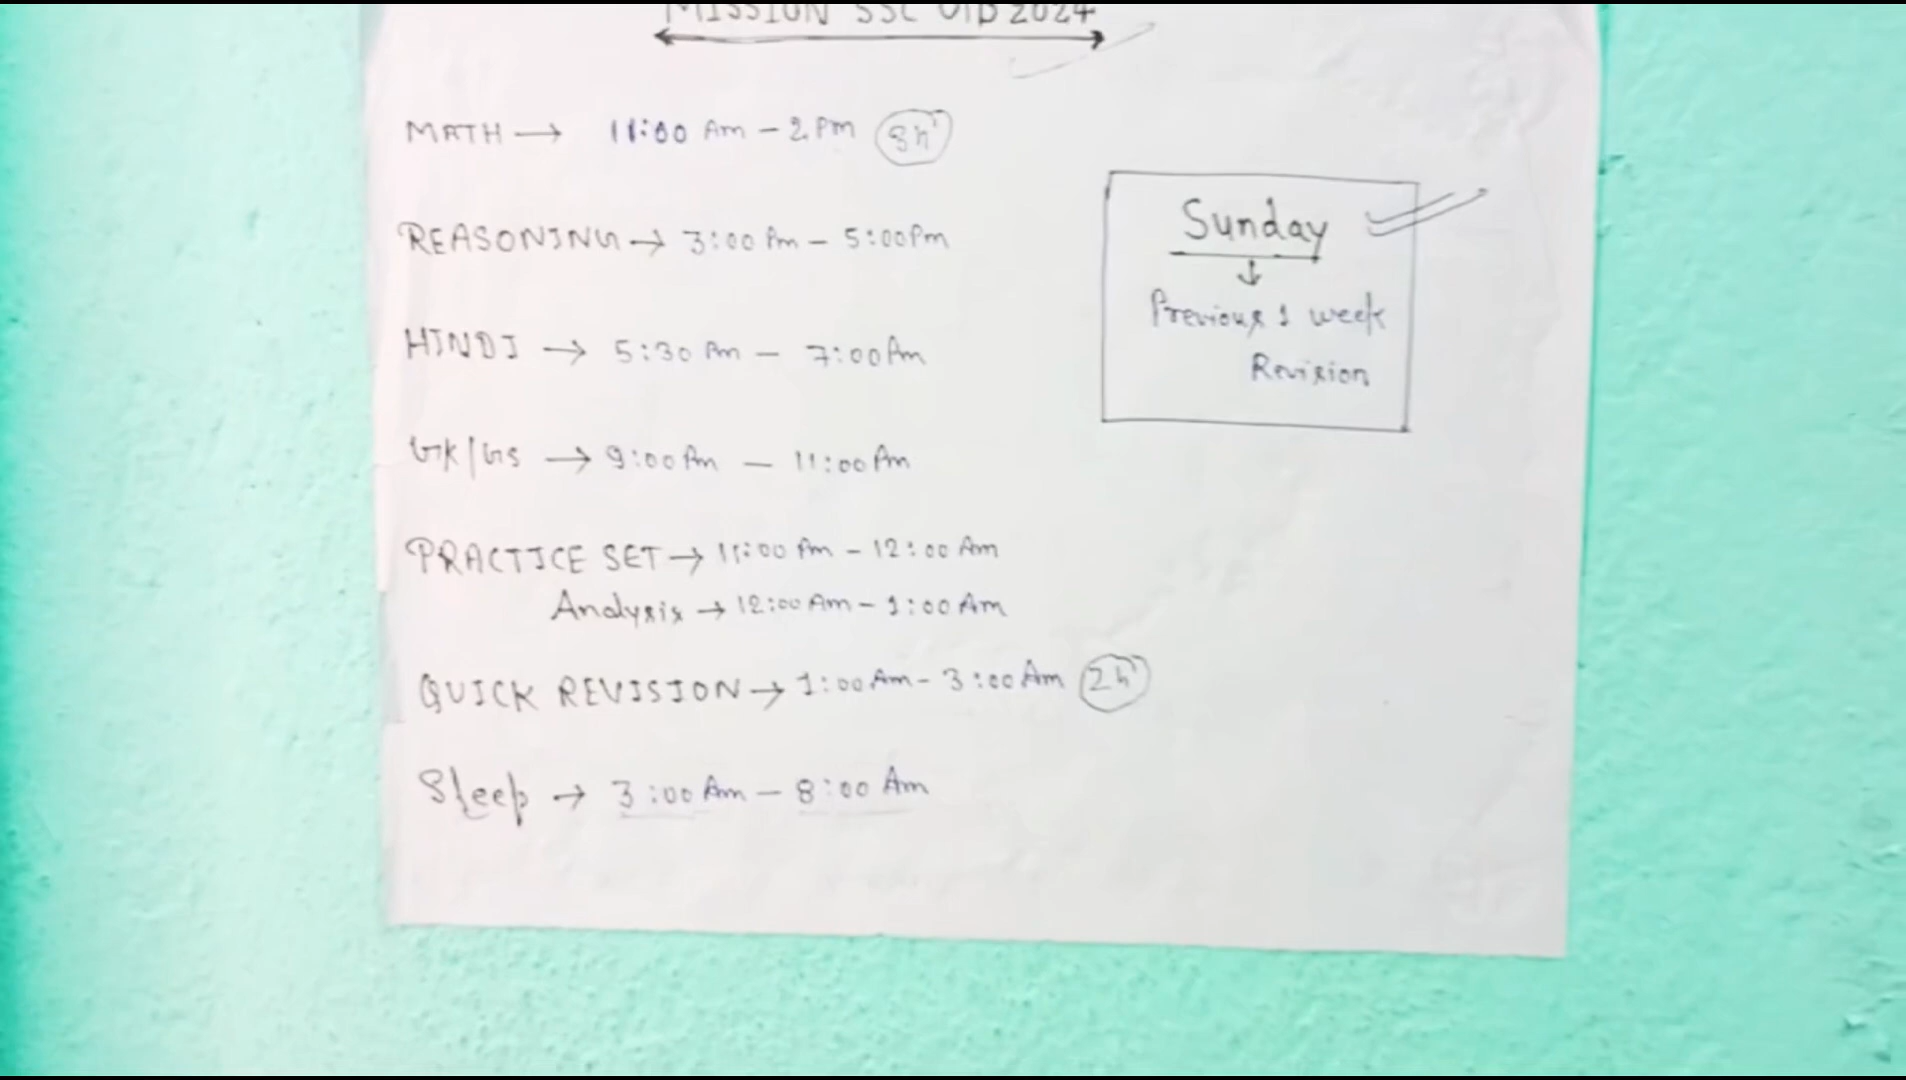 MISSION SSC 2024
MATH → 11:00 Am - 2 Pm 3h
REASONING → 3:00 Pm - 5:00 Pm
HINDI → 5:30 Pm - 7:00 Pm
GK/GS → 9:00 Pm - 11:00 Pm
PRACTICE SET → 11:00 Pm - 12:00 Am
Analysis → 12:00 Am - 1:00 Am
QUICK REVISION → 1:00 Am - 3:00 Am 2h
Sleep → 3:00 Am - 8:00 Am
Sunday
↓
Previous 1 week
Revision